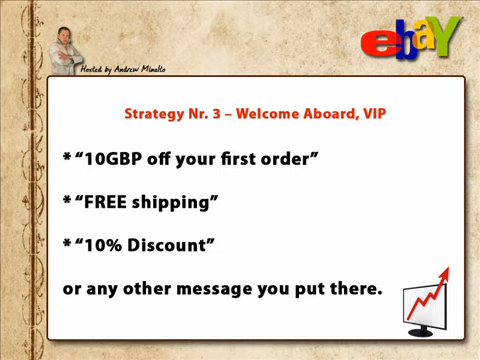 ebay
Hosted by Andrew Minalto
Strategy Nr. 3 – Welcome Aboard, VIP
* “10GBP off your first order”
* “FREE shipping”
* “10% Discount”
or any other message you put there.